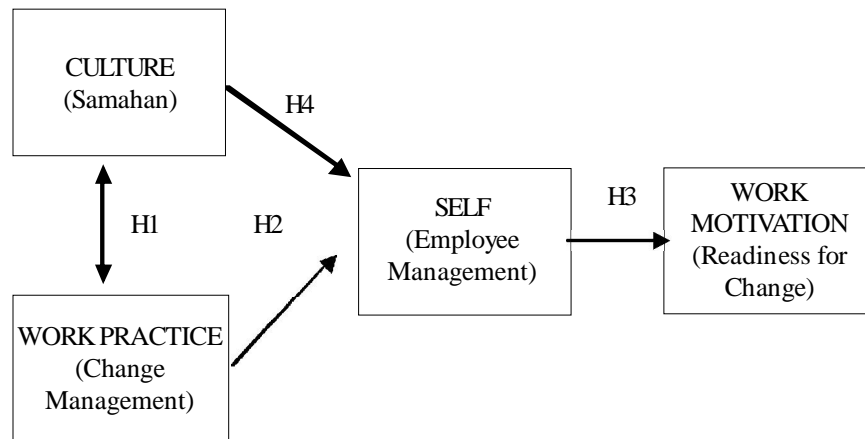 CULTURE
(Samahan)
H4
H1
H2
WORK PRACTICE
(Change
Management)
SELF
(Employee
Management)
H3
WORK
MOTIVATION
(Readiness for
Change)